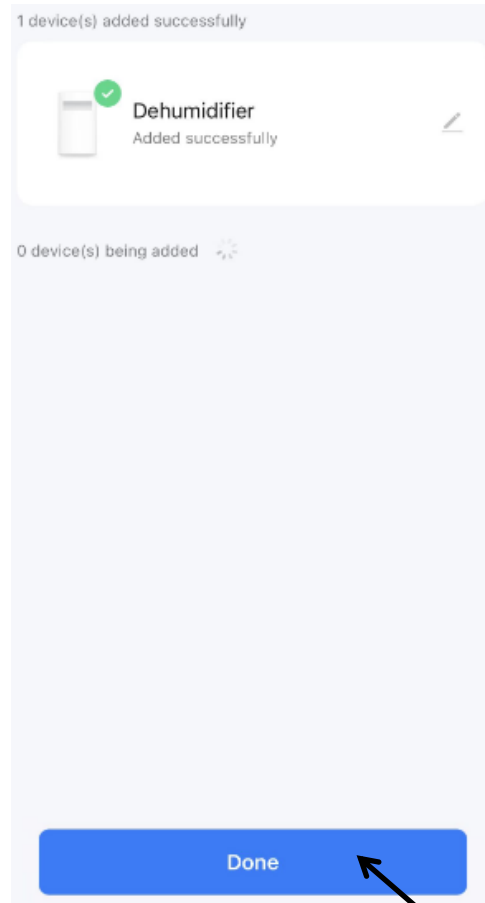 1 device(s) added successfully
Dehumidifier
Added successfully
0 device(s) being added
Done